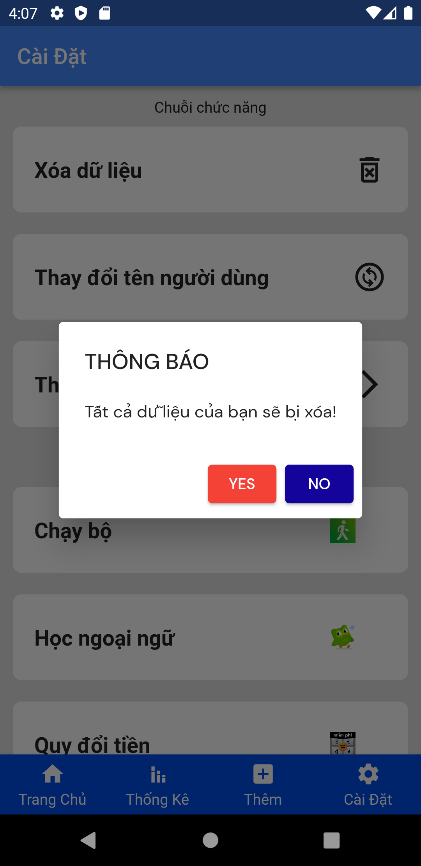 4:07
Cài Đặt
Chuỗi chức năng
Xóa dữ liệu
Thay đổi tên người dùng
Th
THÔNG BÁO
Tất cả dữ liệu của bạn sẽ bị xóa!
YES
NO
Chạy bộ
Học ngoại ngữ
Quy đổi tiền
Trang Chủ
Thống Kê
Thêm
Cài Đặt